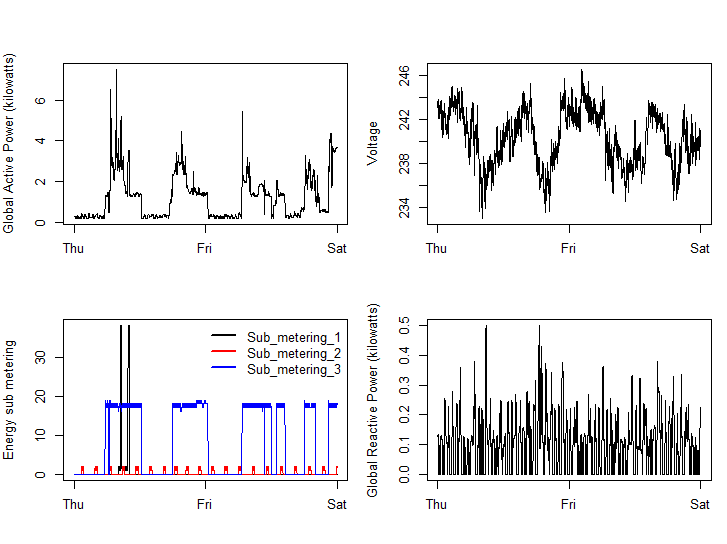 Global Active Power (kilowatts)
0 2 4 6
Thu Fri Sat
Voltage
234 238 242 246
Thu Fri Sat
Energy sub metering
0 10 20 30
Sub_metering_1
Sub_metering_2
Sub_metering_3
Thu Fri Sat
Global Reactive Power (kilowatts)
0.0 0.1 0.2 0.3 0.4 0.5
Thu Fri Sat